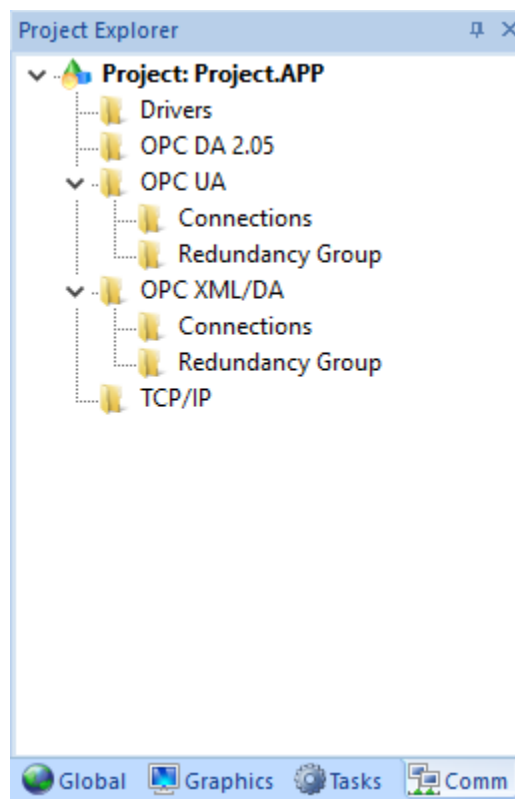 Project Explorer
Project: Project.APP
Drivers
OPC DA 2.05
OPC UA
Connections
Redundancy Group
OPC XML/DA
Connections
Redundancy Group
TCP/IP
Global Graphics Tasks Comm